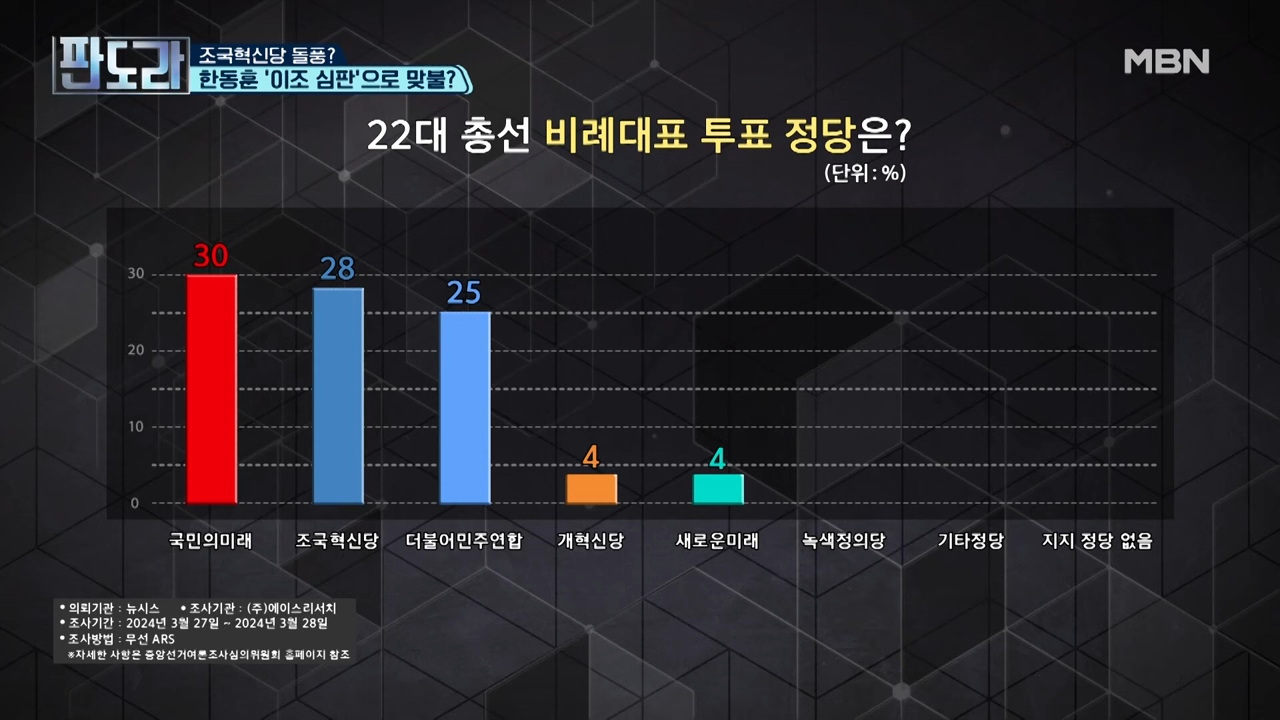 판도라
조국혁신당 돌풍?
한동훈 '이조 심판'으로 맞불?
MBN
22대 총선 비례대표 투표 정당은?
(단위 : %)
30
28
25
4
4
30
20
10
0
국민의미래
조국혁신당
더불어민주연합
개혁신당
새로운미래
녹색정의당
기타정당
지지 정당 없음
• 의뢰기관 : 뉴시스 • 조사기관 : (주)에이스리서치
• 조사기간 : 2024년 3월 27일 ~ 2024년 3월 28일
• 조사방법 : 무선 ARS
※자세한 사항은 중앙선거여론조사심의위원회 홈페이지 참조